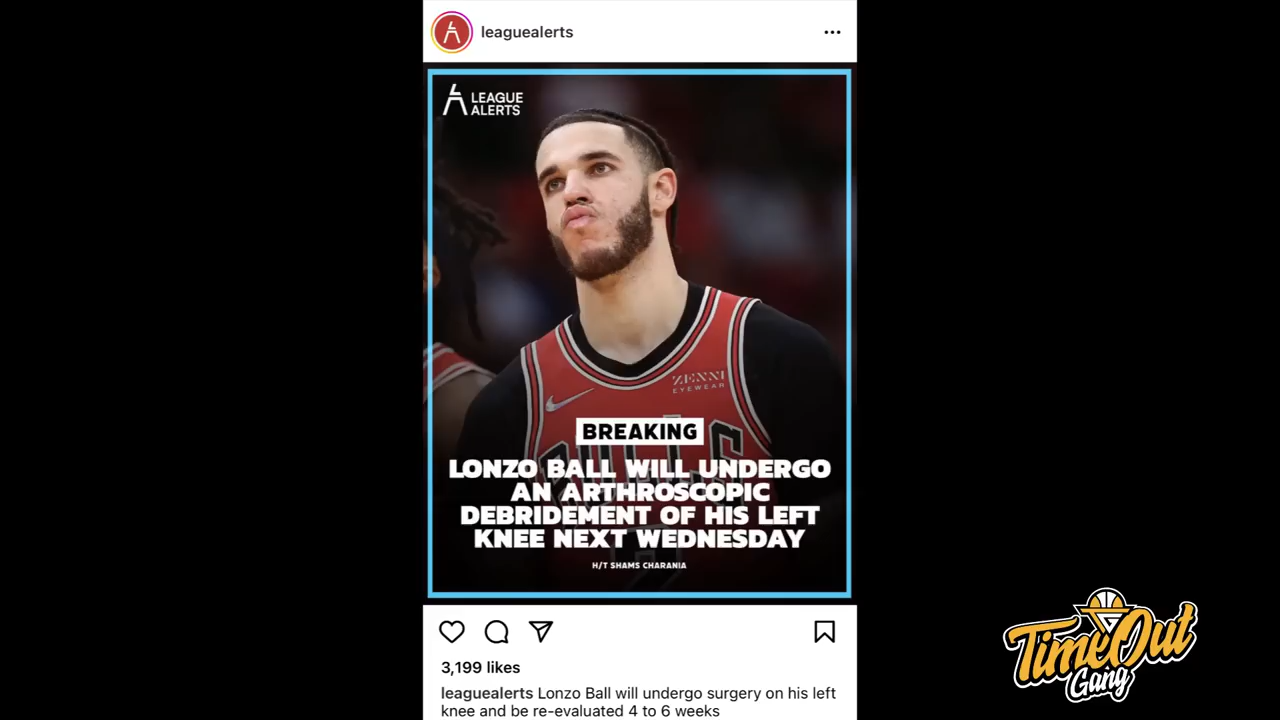 leaguealerts
LEAGUE
ALERTS
ZENNI
EYEWEAR
BULLS
BREAKING
LONZO BALL WILL UNDERGO
AN ARTHROSCOPIC
DEBRIDEMENT OF HIS LEFT
KNEE NEXT WEDNESDAY
H/T SHAMS CHARANIA
3,199 likes
leaguealerts Lonzo Ball will undergo surgery on his left
knee and be re-evaluated 4 to 6 weeks
TimeOut
Gang